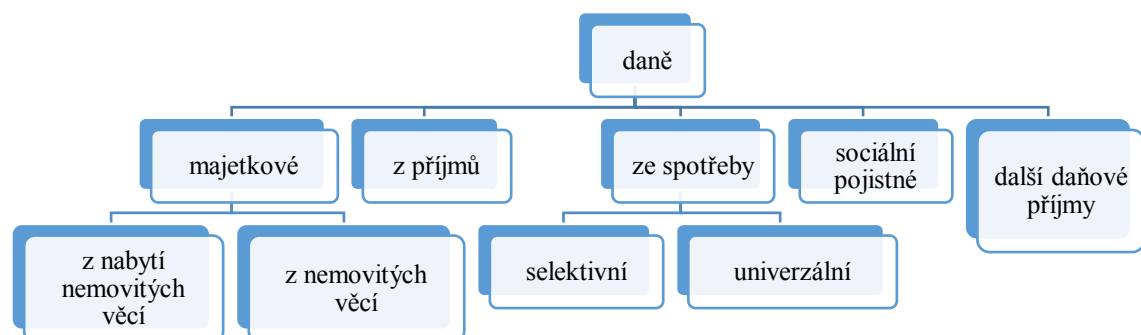 daně
majetkové
z příjmů
ze spotřeby
sociální
pojistné
další daňové
příjmy
z nabytí
nemovitých
věcí
z nemovitých
věcí
selektivní
univerzální